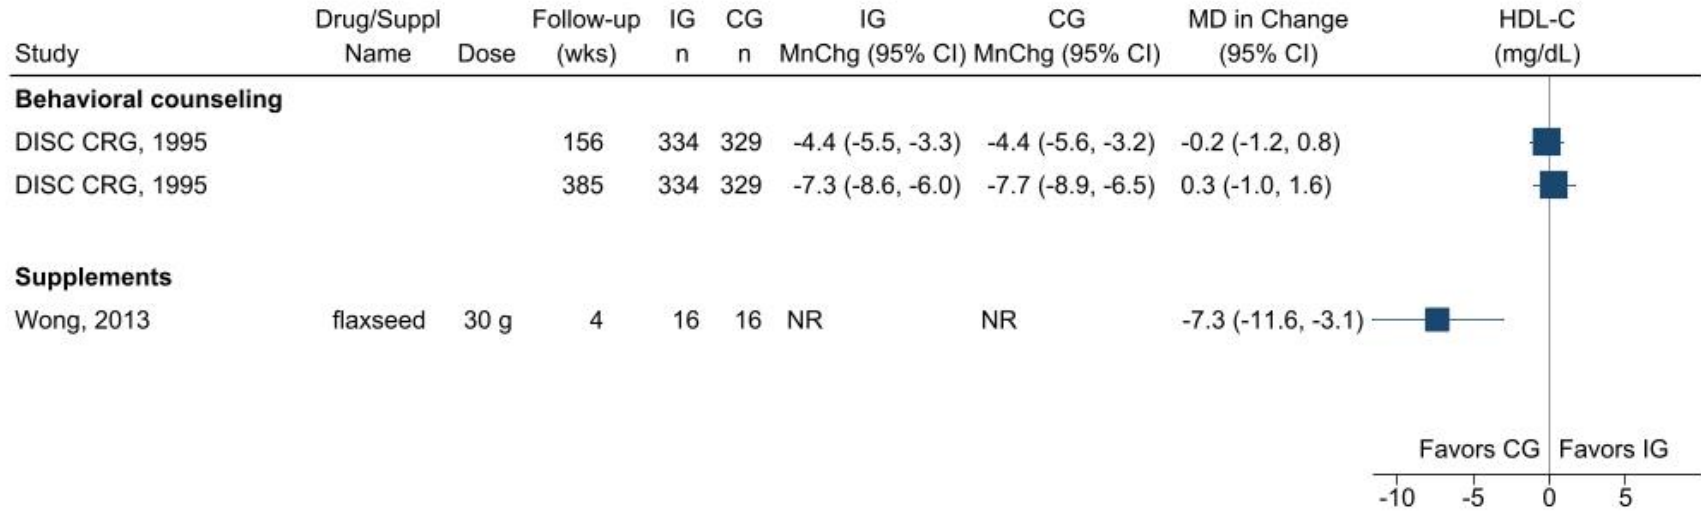 Drug/Suppl Follow-up IG CG IG CG MD in Change HDL-C
Study Name Dose (wks) n n MnChg (95% CI) MnChg (95% CI) (95% CI) (mg/dL)
Behavioral counseling
DISC CRG, 1995 156 334 329 -4.4 (-5.5, -3.3) -4.4 (-5.6, -3.2) -0.2 (-1.2, 0.8)
DISC CRG, 1995 385 334 329 -7.3 (-8.6, -6.0) -7.7 (-8.9, -6.5) 0.3 (-1.0, 1.6)
Supplements
Wong, 2013 flaxseed 30 g 4 16 16 NR NR -7.3 (-11.6, -3.1)
Favors CG Favors IG
-10 -5 0 5